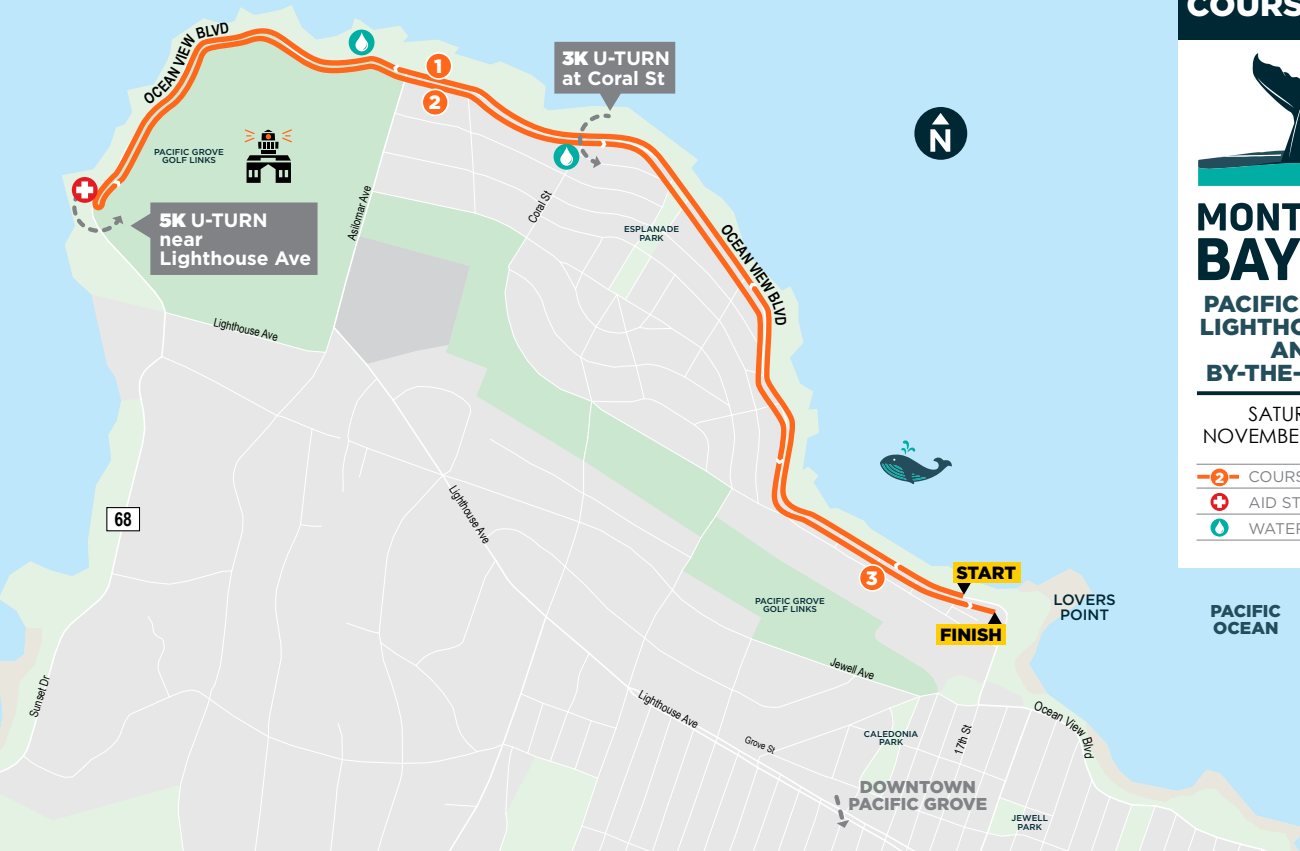 COURS
OCEAN VIEW BLVD
1
2
3K U-TURN
at Coral St
N
PACIFIC GROVE
GOLF LINKS
5K U-TURN
near
Lighthouse Ave
Asilomar Ave
Coral St
ESPLANADE
PARK
OCEAN VIEW BLVD
Lighthouse Ave
68
Lighthouse Ave
3
START
FINISH
LOVERS
POINT
PACIFIC GROVE
GOLF LINKS
Jewell Ave
Sunset Dr
Lighthouse Ave
Grove St
CALEDONIA
PARK
17th St
Ocean View Blvd
DOWNTOWN
PACIFIC GROVE
JEWELL
PARK
MONT
BAY
PACIFIC
LIGHTHO
AN
BY-THE-
SATUR
NOVEMBE
2 COURS
AID ST
WATER
PACIFIC
OCEAN